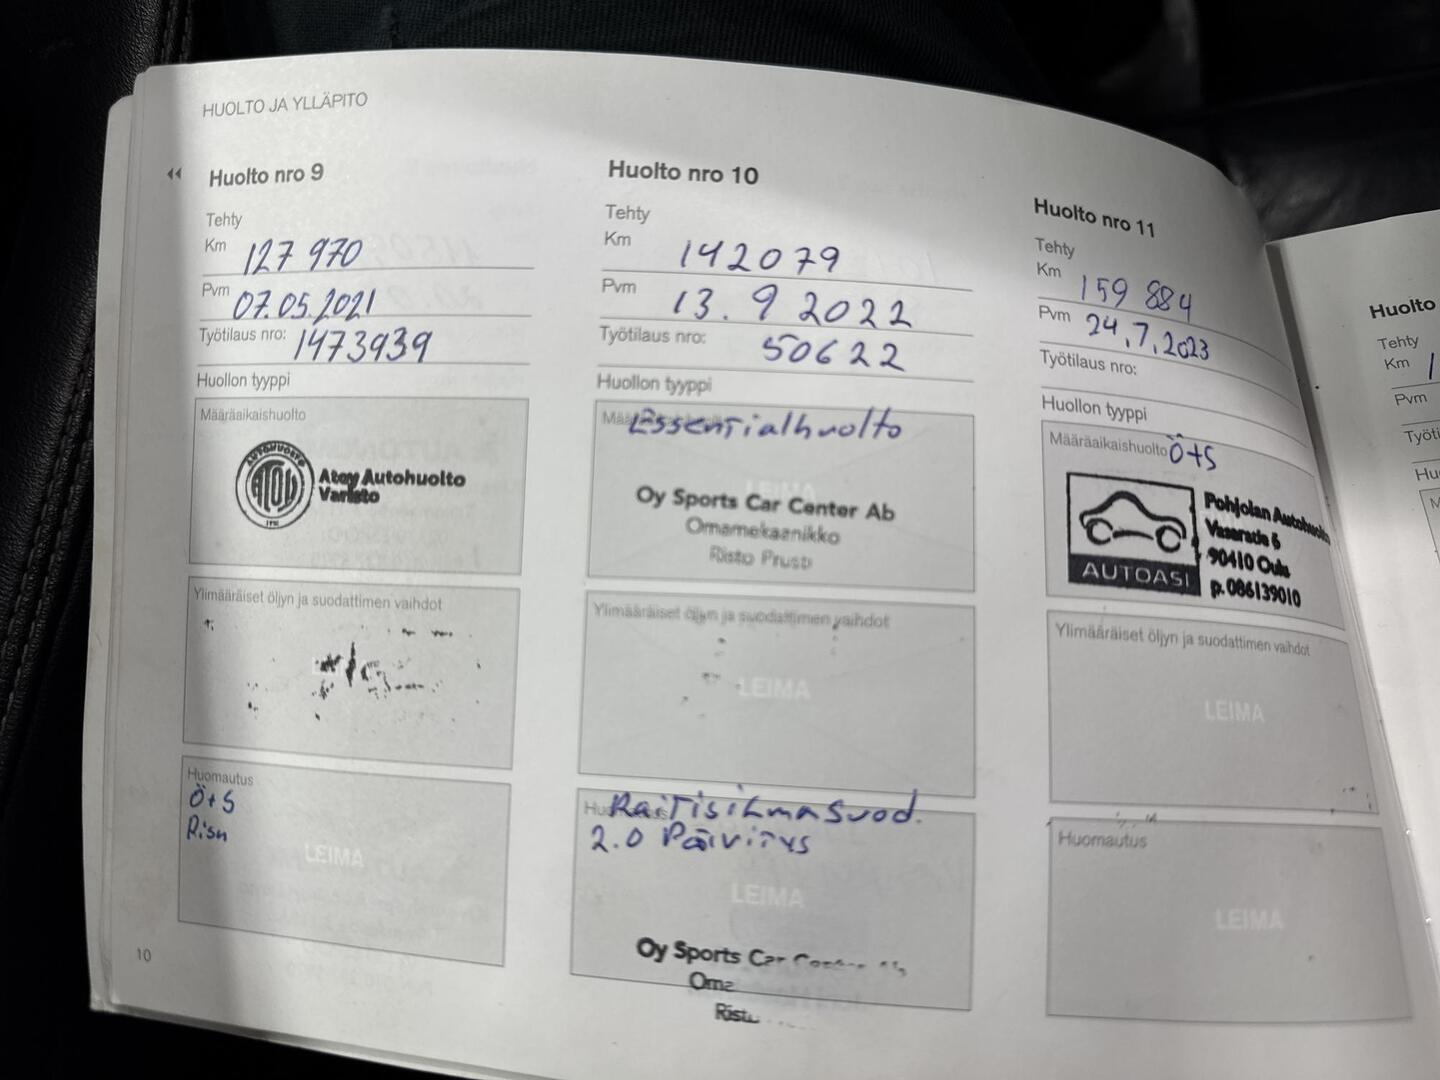 HUOLTO JA YLLÄPITO
Huolto nro 9
Tehty
Km 127 970
Pvm 07.05.2021
Työtilaus nro: 1473939
Huollon tyyppi
Määräaikaishuolto
AUTOHUOLTO
ATOY
Atoy Autohuolto
Varisto
Ylimääräiset öljyn ja suodattimen vaihdot
Huomautus
Ö+S
LEIMA
10
Huolto nro 10
Tehty
Km 142079
Pvm 13.9 2022
Työtilaus nro: 50622
Huollon tyyppi
Essentialhuolto
LEIMA
Oy Sports Car Center Ab
Omamekaanikko
Risto Prusti
Ylimääräiset öljyn ja suodattimen vaihdot
LEIMA
Raitisilmasuod.
2.0 Päivitys
LEIMA
Oy Sports Car
Huolto nro 11
Tehty
Km 159 884
Pvm 24.7.2023
Työtilaus nro:
Huollon tyyppi
Määräaikaishuolto Ö+S
AUTOASI
Pohjolan Autohuolto
90410 Oulu
p. 086139010
Ylimääräiset öljyn ja suodattimen vaihdot
LEIMA
Huomautus
LEIMA
Huolto
Tehty
Km 1
Pvm